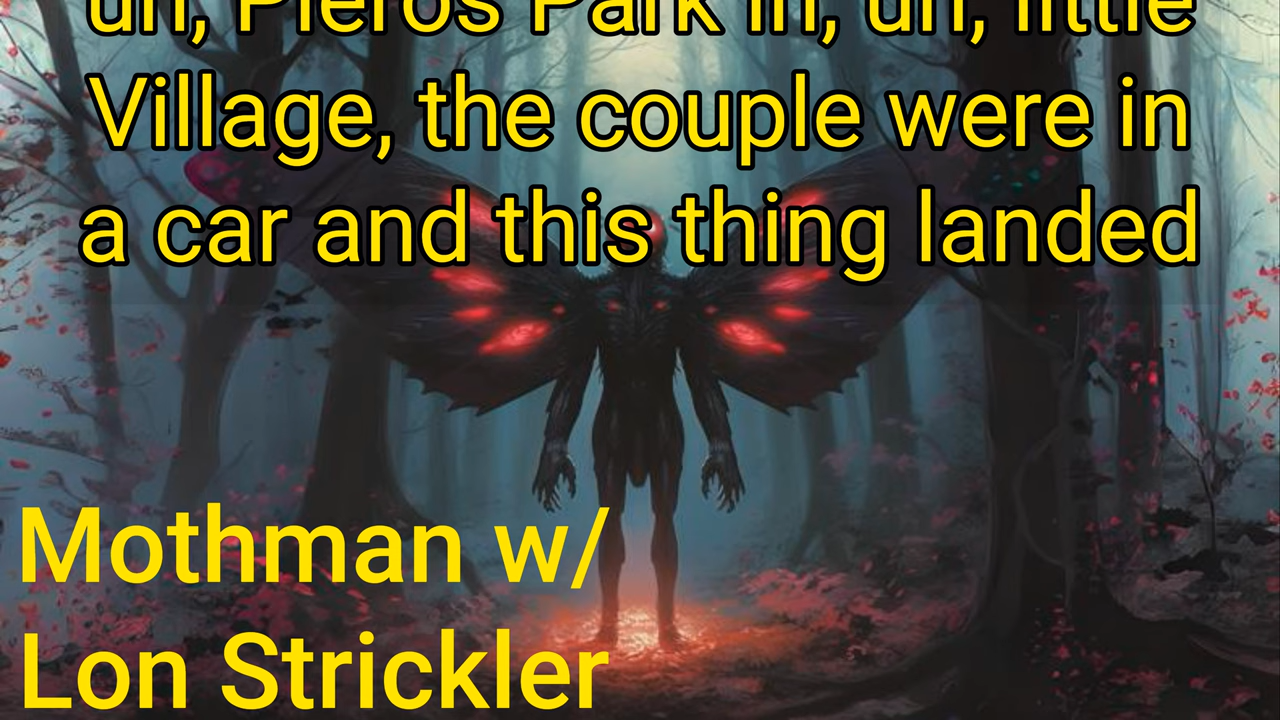 uh, Pieros Park in, uh, little
Village, the couple were in
a car and this thing landed
Mothman w/
Lon Strickler